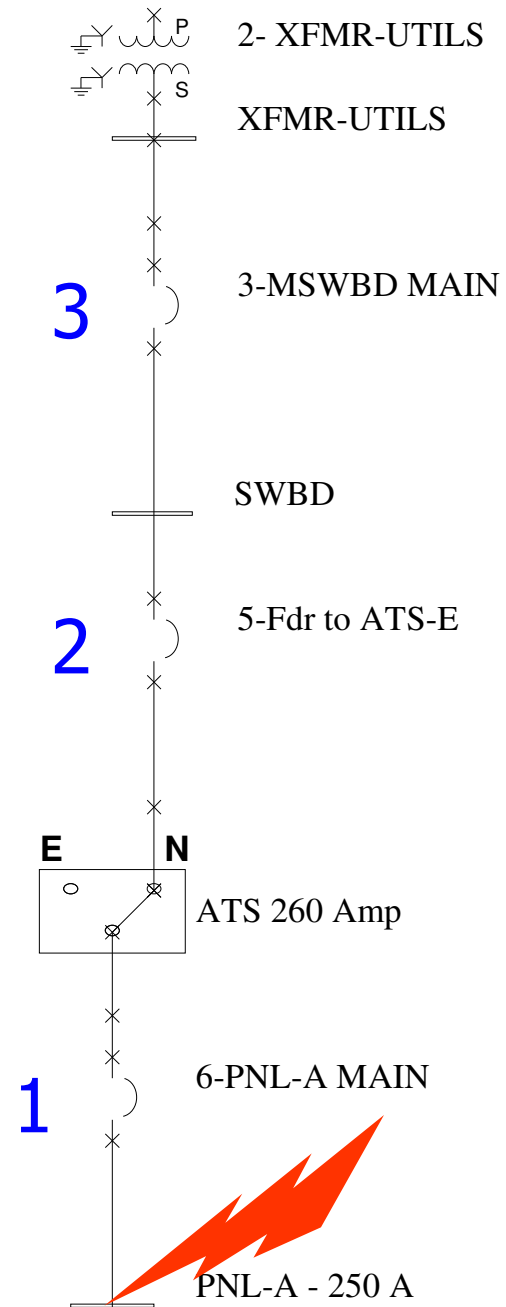 P
2- XFMR-UTILS
S
XFMR-UTILS
3
3-MSWBD MAIN
SWBD
2
5-Fdr to ATS-E
E
N
ATS 260 Amp
1
6-PNL-A MAIN
PNL-A - 250 A